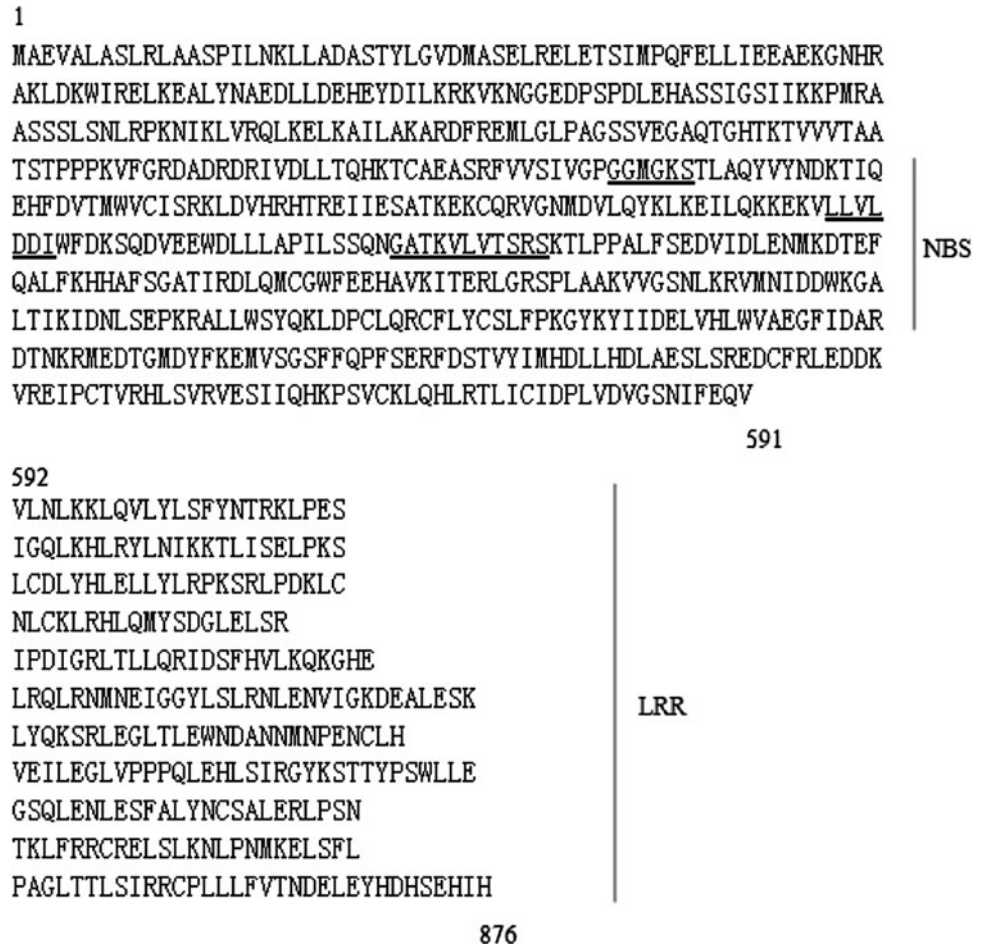 1
MAEVALASLRLAASPILNKLLADASTYLGVDMASELRELETSIMPQFELLIEEAEKGNHR
AKLDKWIRELKEALYNAEDLLDEHEYDILKRKVKNGGEDPSPDLEHASSIGSIIKKPMRA
ASSSLSNLRPKNIKLVRQLKELKAILAKARDFREMLGLPAGSSVEGAQTGHTKTVVVTAA
TSTPPPKVFGRDADRDRIVDLLTQHKTCAEASRFVVSIVGPGGMGKSTLAQYVYNDKTIQ
EHFDVTMWVCISRKLDVHRHTREIIESATKEKCQRVGNMDVLQYKLKEILQKKEKVLLVL
DDIWFDKSQDVEEWDLLLAPILSSQNGATKVLVTSRSKTLPPALFSEDVIDLENMKDTEF
NBS
QALFKHHAFSGATIRDLQMCGWFEEHAVKITERLGRSPLAAKVVGSNLKRVMNIDDWKGA
LTIKIDNLSEPKRALLWSYQKLDPCLQRCFLYCSLFPKGYKYIIDELVHLWVAEGFIDAR
DTNKRMEDTGMDYFKEMVSGSFFQPFSERFDSTVYIMHDLLHDLAESLSREDCFRLEDDK
VREIPCTVRHLSVRVESIIQHKPSVCKLQHLRTLICIDPLVDVGSNIFEQV
591
592
VLNLKKLQVLYLSFYNTRKLPES
IGQLKHLRYLNIKKTLISELPKS
LCDLYHLELLYLRPKSRLPDKLC
NLCKLRHLQMYSDGLELSR
IPDIGRLTLLQRIDSFHVLKQKGHE
LRQLRNMNEIGGYLSLRNLENVIGKDEALESK
LRR
LYQKSRLEGLTLEWNDANNMNPENCLH
VEILEGLVPPPQLEHLSIRGYKSTTYPSWLLE
GSQLENLESFALYNCSALERLPSN
TKLFRRCRELSLKNLPNMKELSFL
PAGLTTLSIRRCPLLLFVTNDELEYHDHSEHIH
876